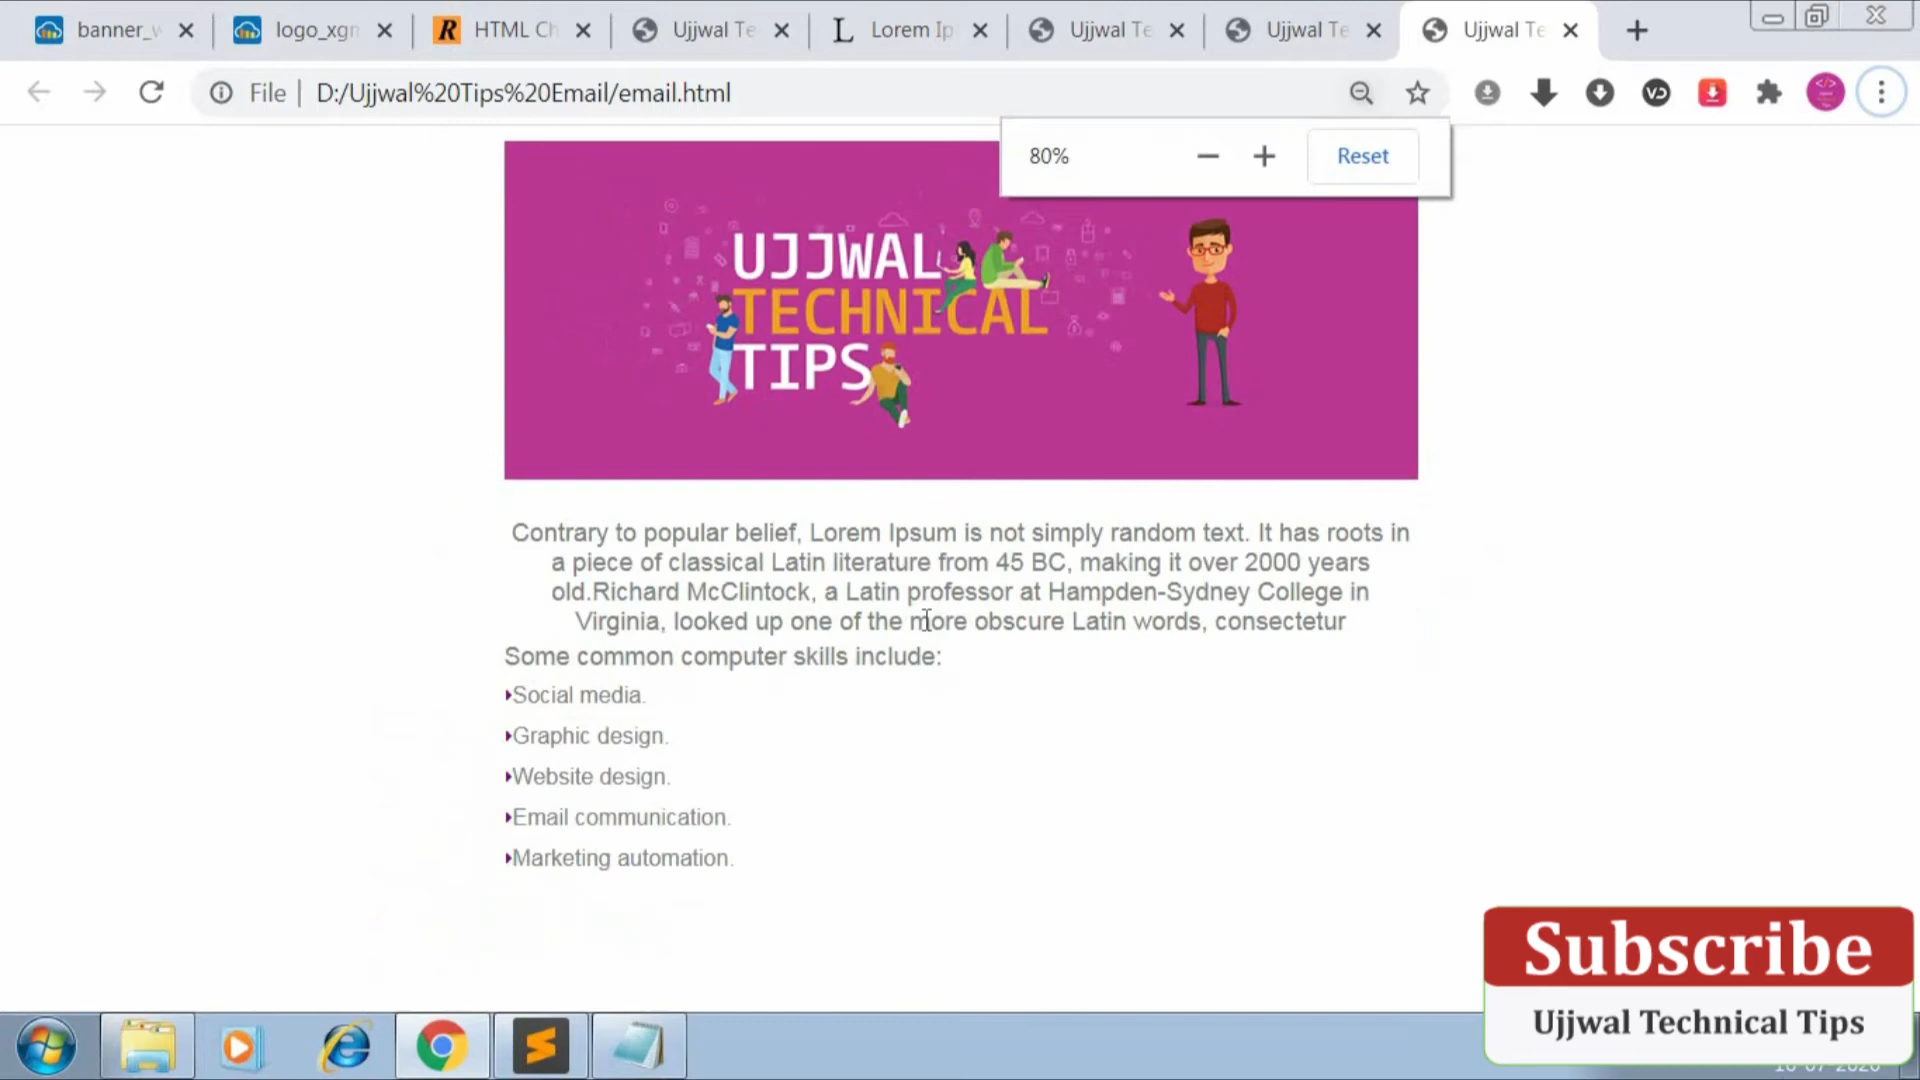 banner_w
logo_xgn
HTML Ch
Ujjwal Te
Lorem Ip
Ujjwal Te
Ujjwal Te
Ujjwal Te
File
D:/Ujjwal%20Tips%20Email/email.html
80%
Reset
UJJWAL
TECHNICAL
TIPS
Contrary to popular belief, Lorem Ipsum is not simply random text. It has roots in
a piece of classical Latin literature from 45 BC, making it over 2000 years
old.Richard McClintock, a Latin professor at Hampden-Sydney College in
Virginia, looked up one of the more obscure Latin words, consectetur
Some common computer skills include:
Social media.
Graphic design.
Website design.
Email communication.
Marketing automation.
Subscribe
Ujjwal Technical Tips